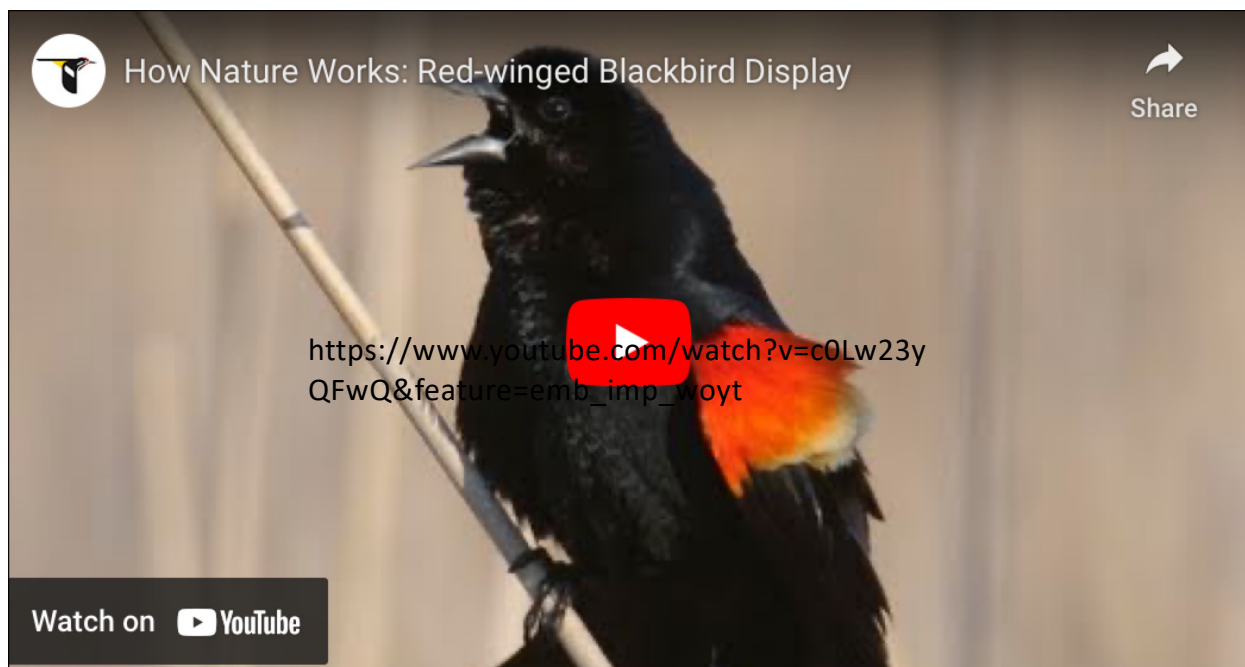 How Nature Works: Red-winged Blackbird Display
Share
https://www.youtube.com/watch?v=c0Lw23y
QFwQ&feature=emb_imp_woyt
Watch on YouTube